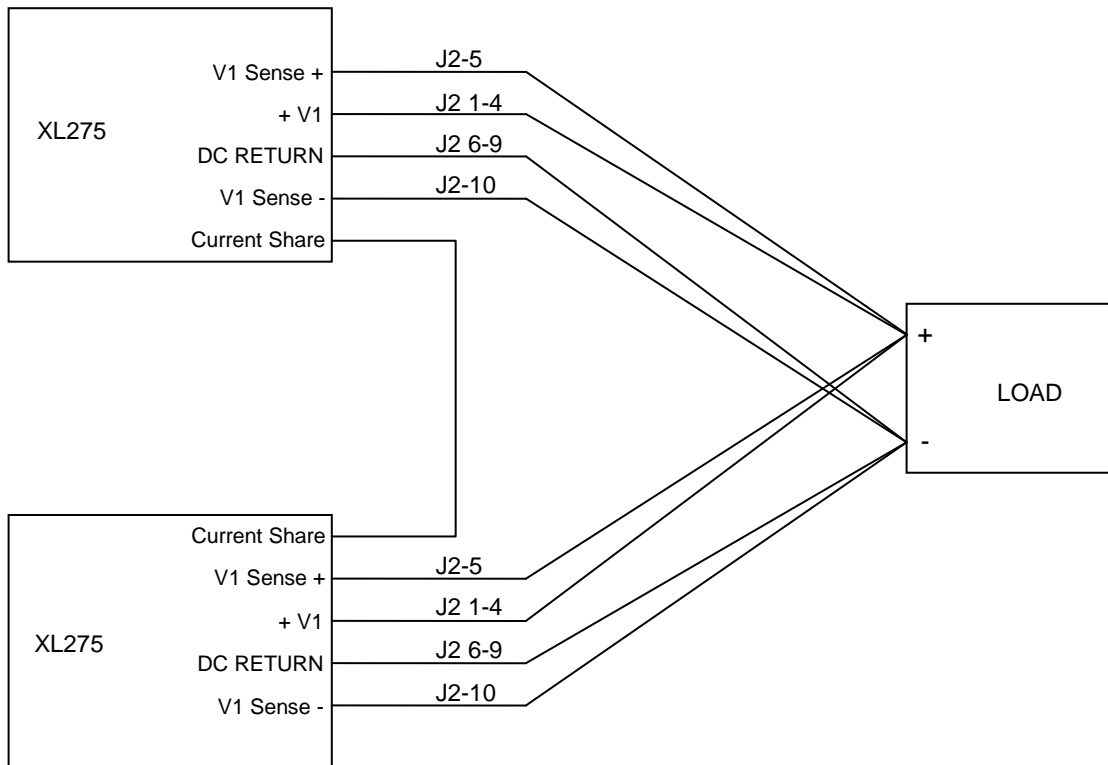 XL275
V1 Sense +
+ V1
DC RETURN
V1 Sense -
Current Share
J2-5
J2 1-4
J2 6-9
J2-10
+
LOAD
-
XL275
Current Share
V1 Sense +
+ V1
DC RETURN
V1 Sense -
J2-5
J2 1-4
J2 6-9
J2-10